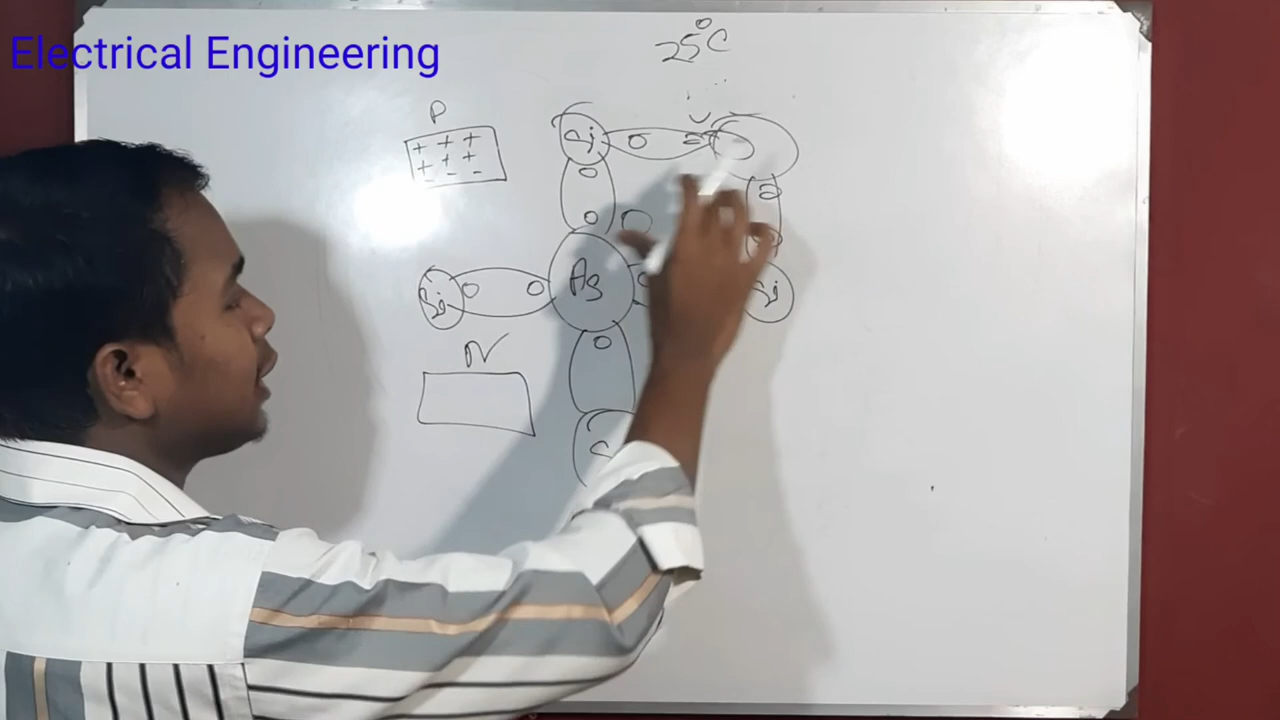 Electrical Engineering
25°C
P
+ + +
+ + +
- - -
Si
As
Si
Si
N